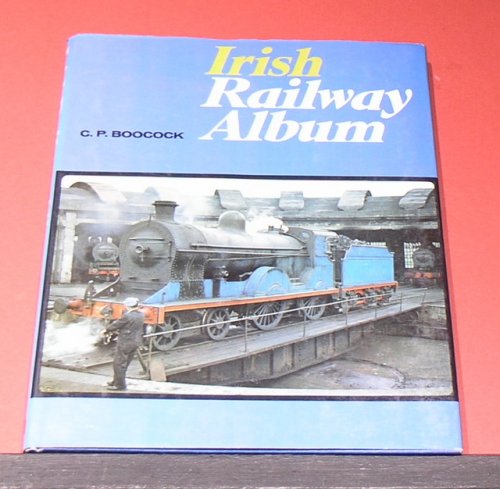 Irish
Railway
Album
C. P. BOOCOCK